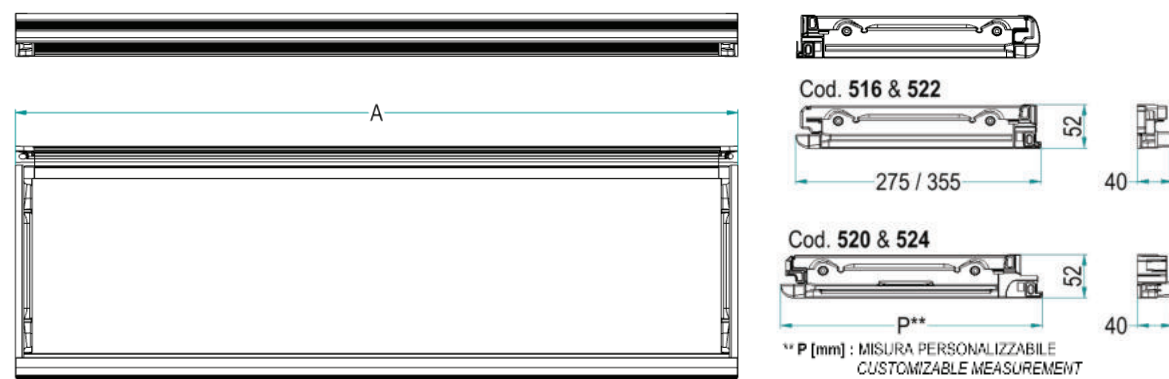 A
Cod. 516 & 522
52
275 / 355
40
Cod. 520 & 524
52
P**
40
** P [mm] : MISURA PERSONALIZZABILE
CUSTOMIZABLE MEASUREMENT